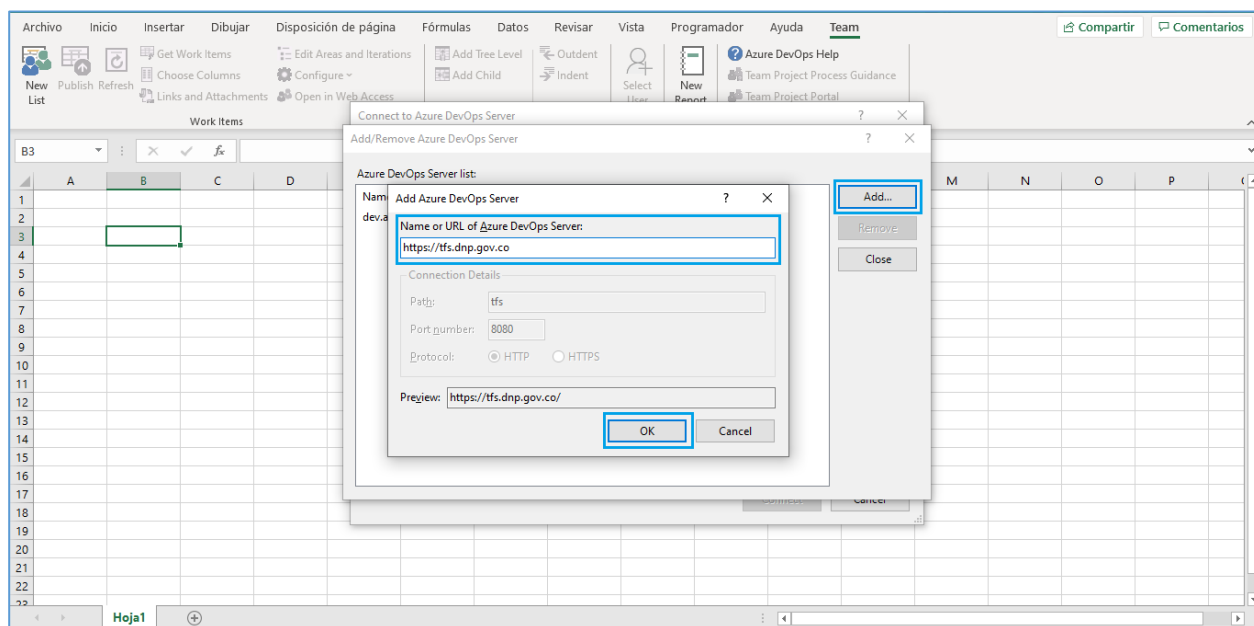 Archivo Inicio Insertar Dibujar Disposición de página Fórmulas Datos Revisar Vista Programador Ayuda Team Compartir Comentarios
New List
Publish
Refresh
Get Work Items
Choose Columns
Links and Attachments
Edit Areas and Iterations
Configure
Open in Web Access
Add Tree Level
Add Child
Outdent
Indent
Select User
New Report
Azure DevOps Help
Team Project Process Guidance
Team Project Portal
Work Items
Connect to Azure DevOps Server ?
Add/Remove Azure DevOps Server ?
B3 fx
Azure DevOps Server list:
A B C D M N O P
Nam
dev.a
Add...
Remove
Close
Add Azure DevOps Server ?
Name or URL of Azure DevOps Server:
https://tfs.dnp.gov.co
Connection Details
Path: tfs
Port number: 8080
Protocol: HTTP HTTPS
Preview: https://tfs.dnp.gov.co/
OK Cancel
Connect Cancel
1
2
3
4
5
6
7
8
9
10
11
12
13
14
15
16
17
18
19
20
21
22
23
Hoja1